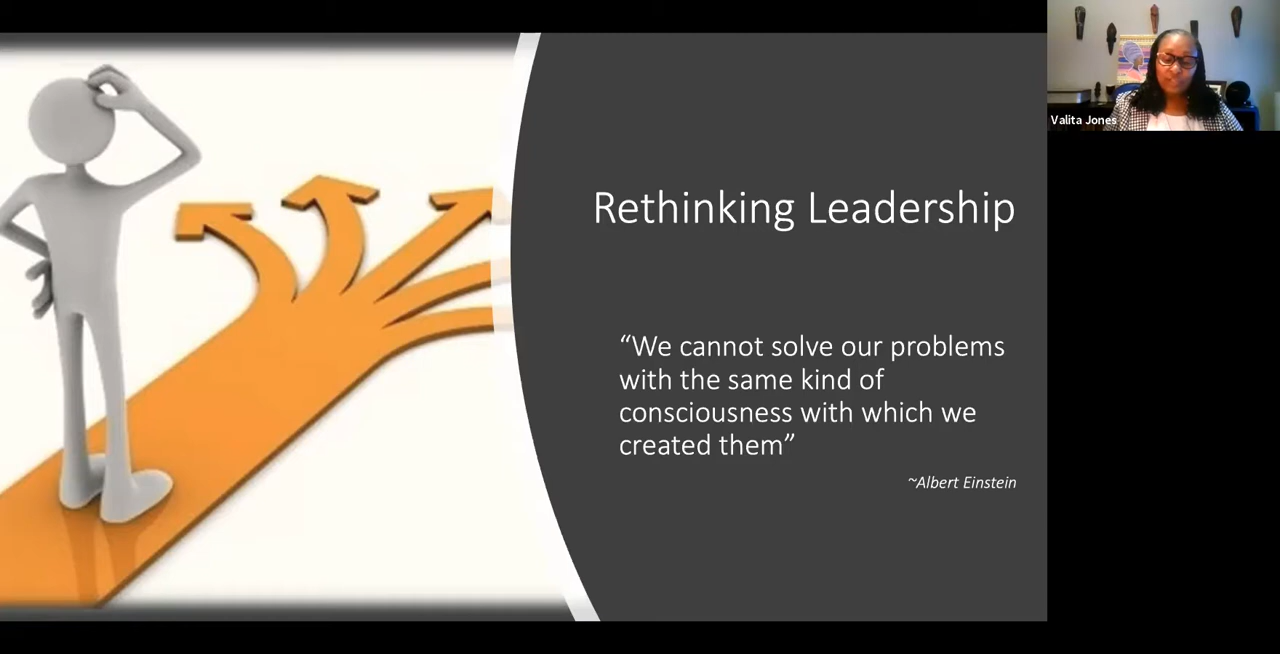 Rethinking Leadership
“We cannot solve our problems
with the same kind of
consciousness with which we
created them”
~Albert Einstein
Valita Jones